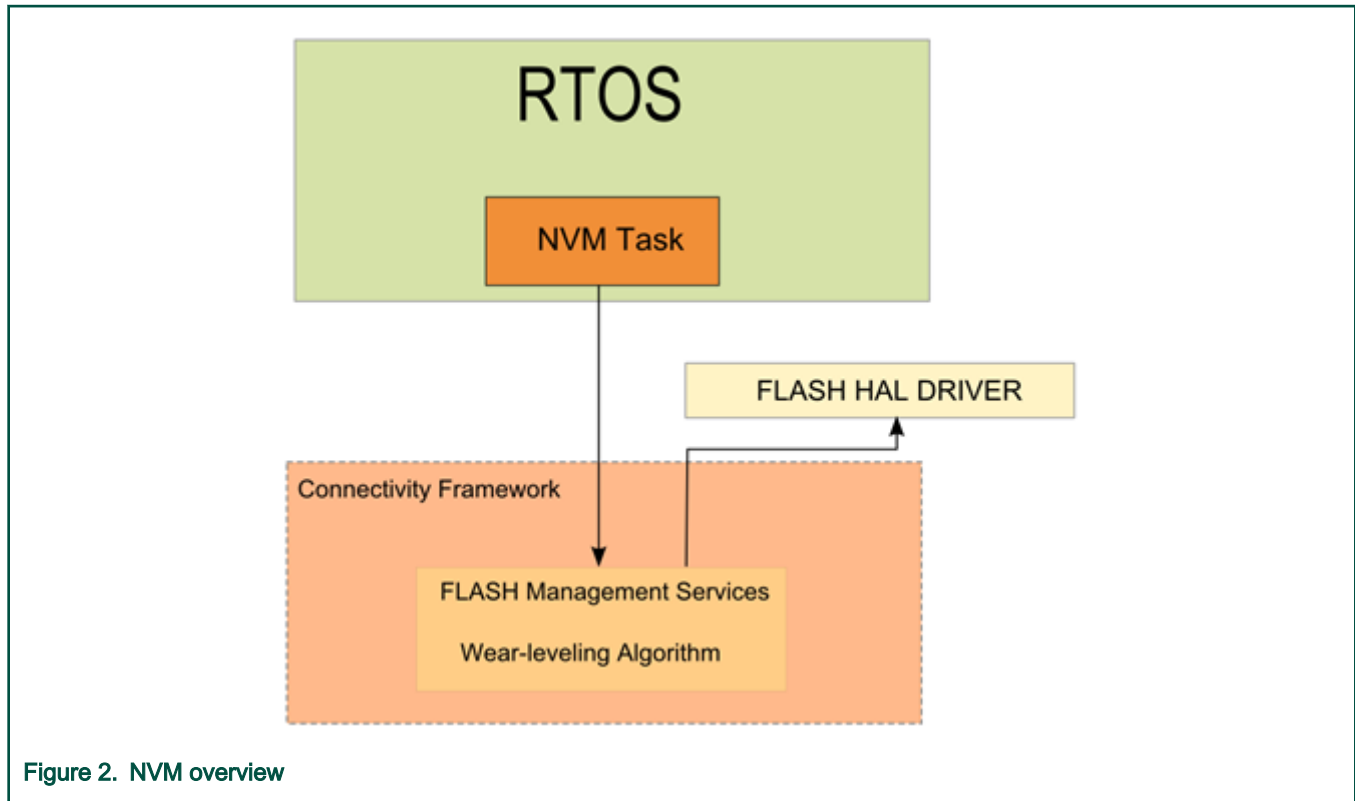 RTOS
NVM Task
FLASH HAL DRIVER
Connectivity Framework
FLASH Management Services
Wear-leveling Algorithm
Figure 2. NVM overview